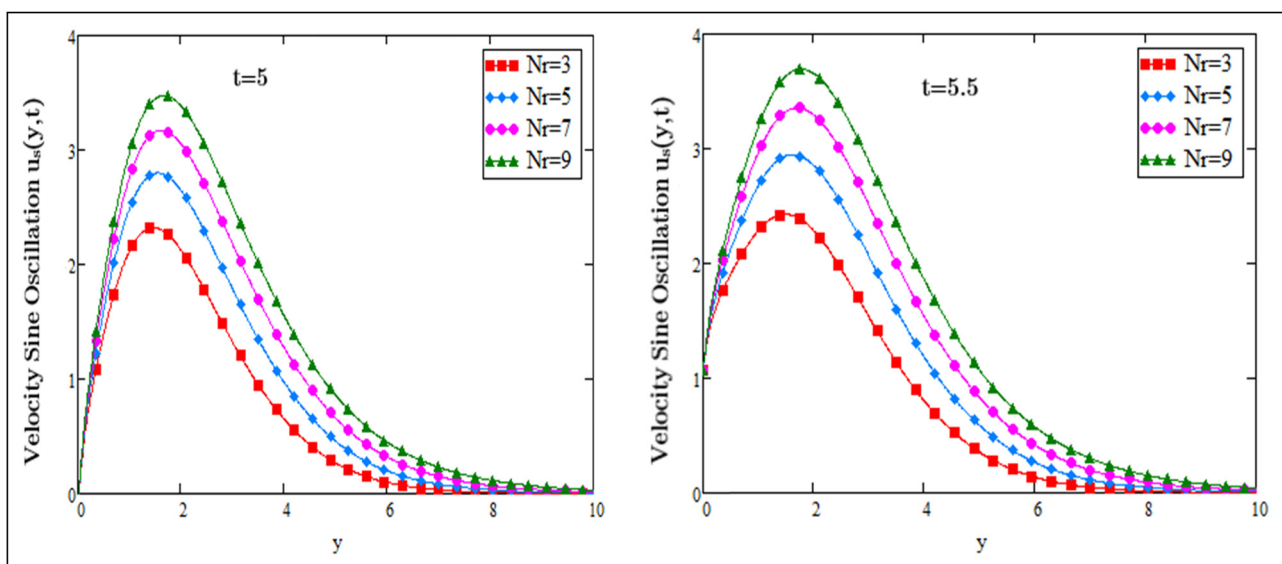 Velocity Sine Oscillation uₛ(y,t)
4
3
2
1
0
t=5
Nr=3
Nr=5
Nr=7
Nr=9
0 2 4 6 8 10
y
Velocity Sine Oscillation uₛ(y,t)
4
3
2
1
0
t=5.5
Nr=3
Nr=5
Nr=7
Nr=9
0 2 4 6 8 10
y